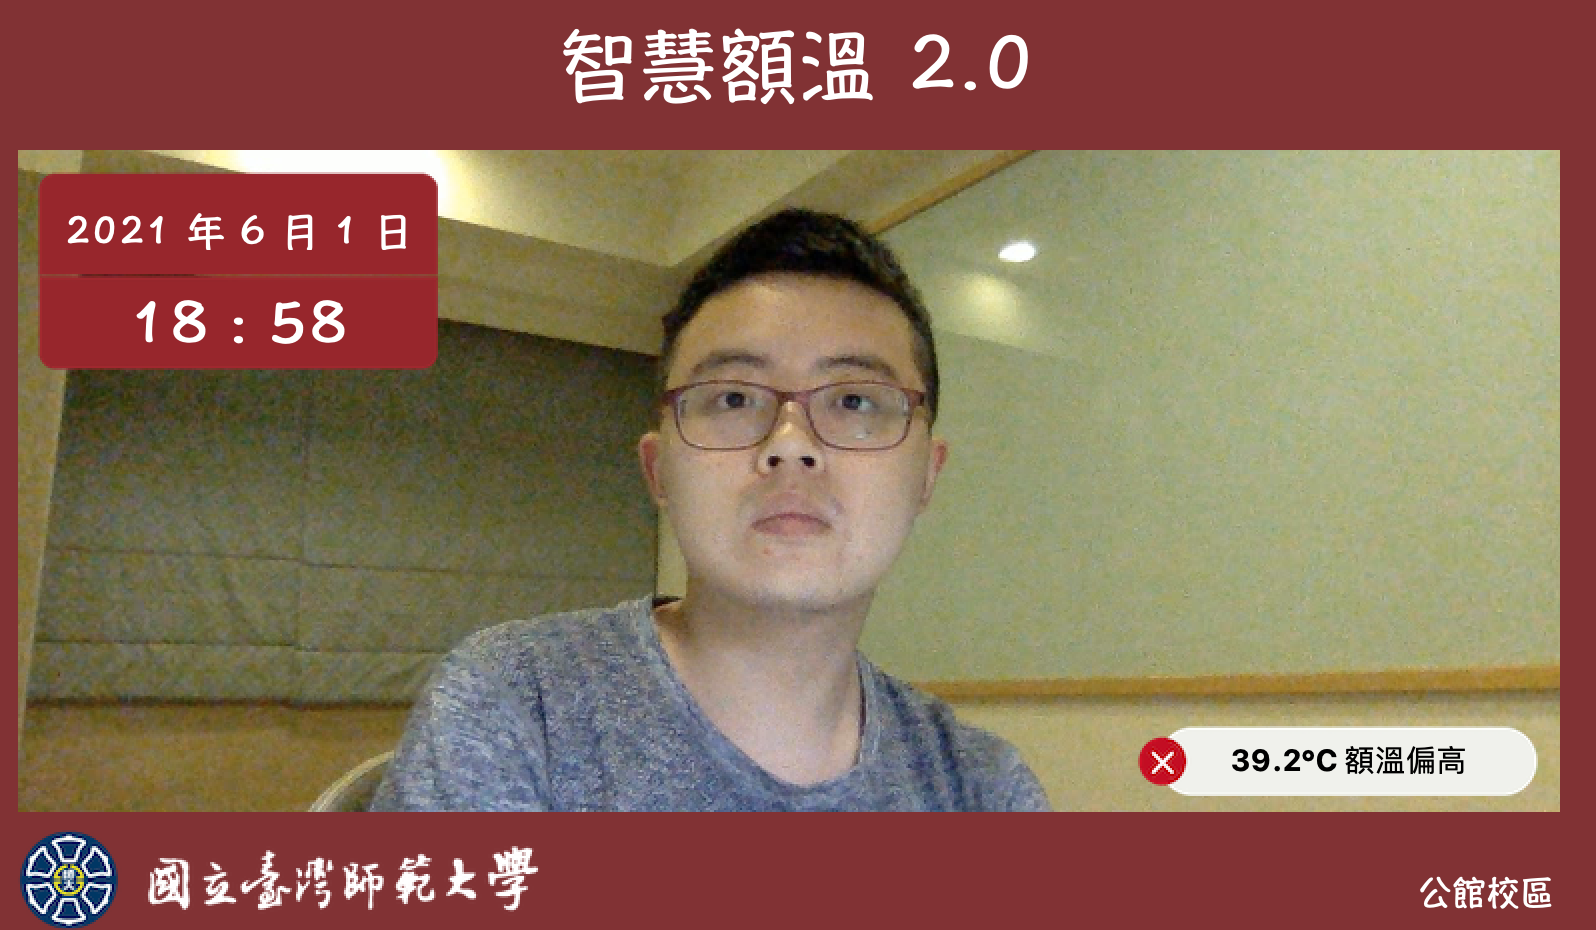 智慧額溫 2.0
2021 年 6 月 1 日
18 : 58
39.2°C 額溫偏高
國立臺灣師範大學
公館校區